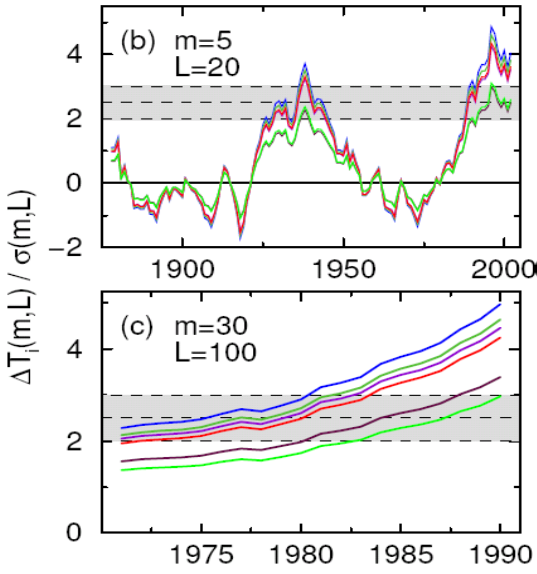 ΔT_i(m,L) / σ(m,L)
(b) m=5
L=20
4
2
0
−2
1900 1950 2000
(c) m=30
L=100
4
2
0
1975 1980 1985 1990